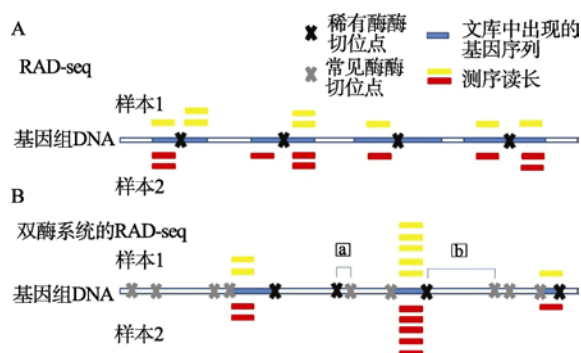 A
RAD-seq
稀有酶酶
切位点
文库中出现的
基因序列
常见酶酶
切位点
测序读长
样本1
基因组DNA
样本2
B
双酶系统的RAD-seq
样本1
a
b
基因组DNA
样本2